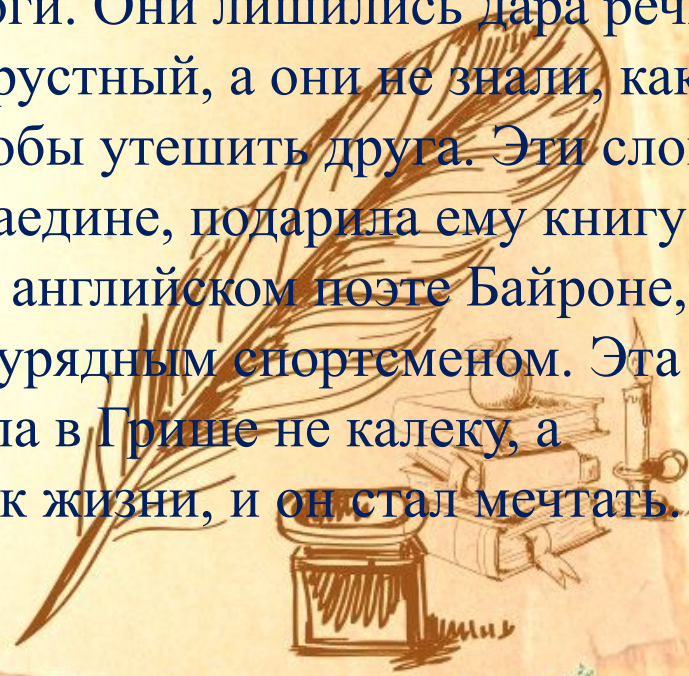 оги. Они лишились дара речи
рустный, а они не знали, как
обы утешить друга. Эти сло
аедине, подарила ему книгу
английском поэте Байроне,
урядным спортсменом. Эта
ла в Грише не калеку, а
к жизни, и он стал мечтать.